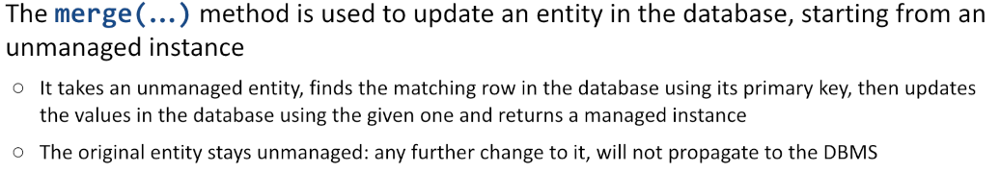 The merge(...) method is used to update an entity in the database, starting from an
unmanaged instance
○ It takes an unmanaged entity, finds the matching row in the database using its primary key, then updates
the values in the database using the given one and returns a managed instance
○ The original entity stays unmanaged: any further change to it, will not propagate to the DBMS